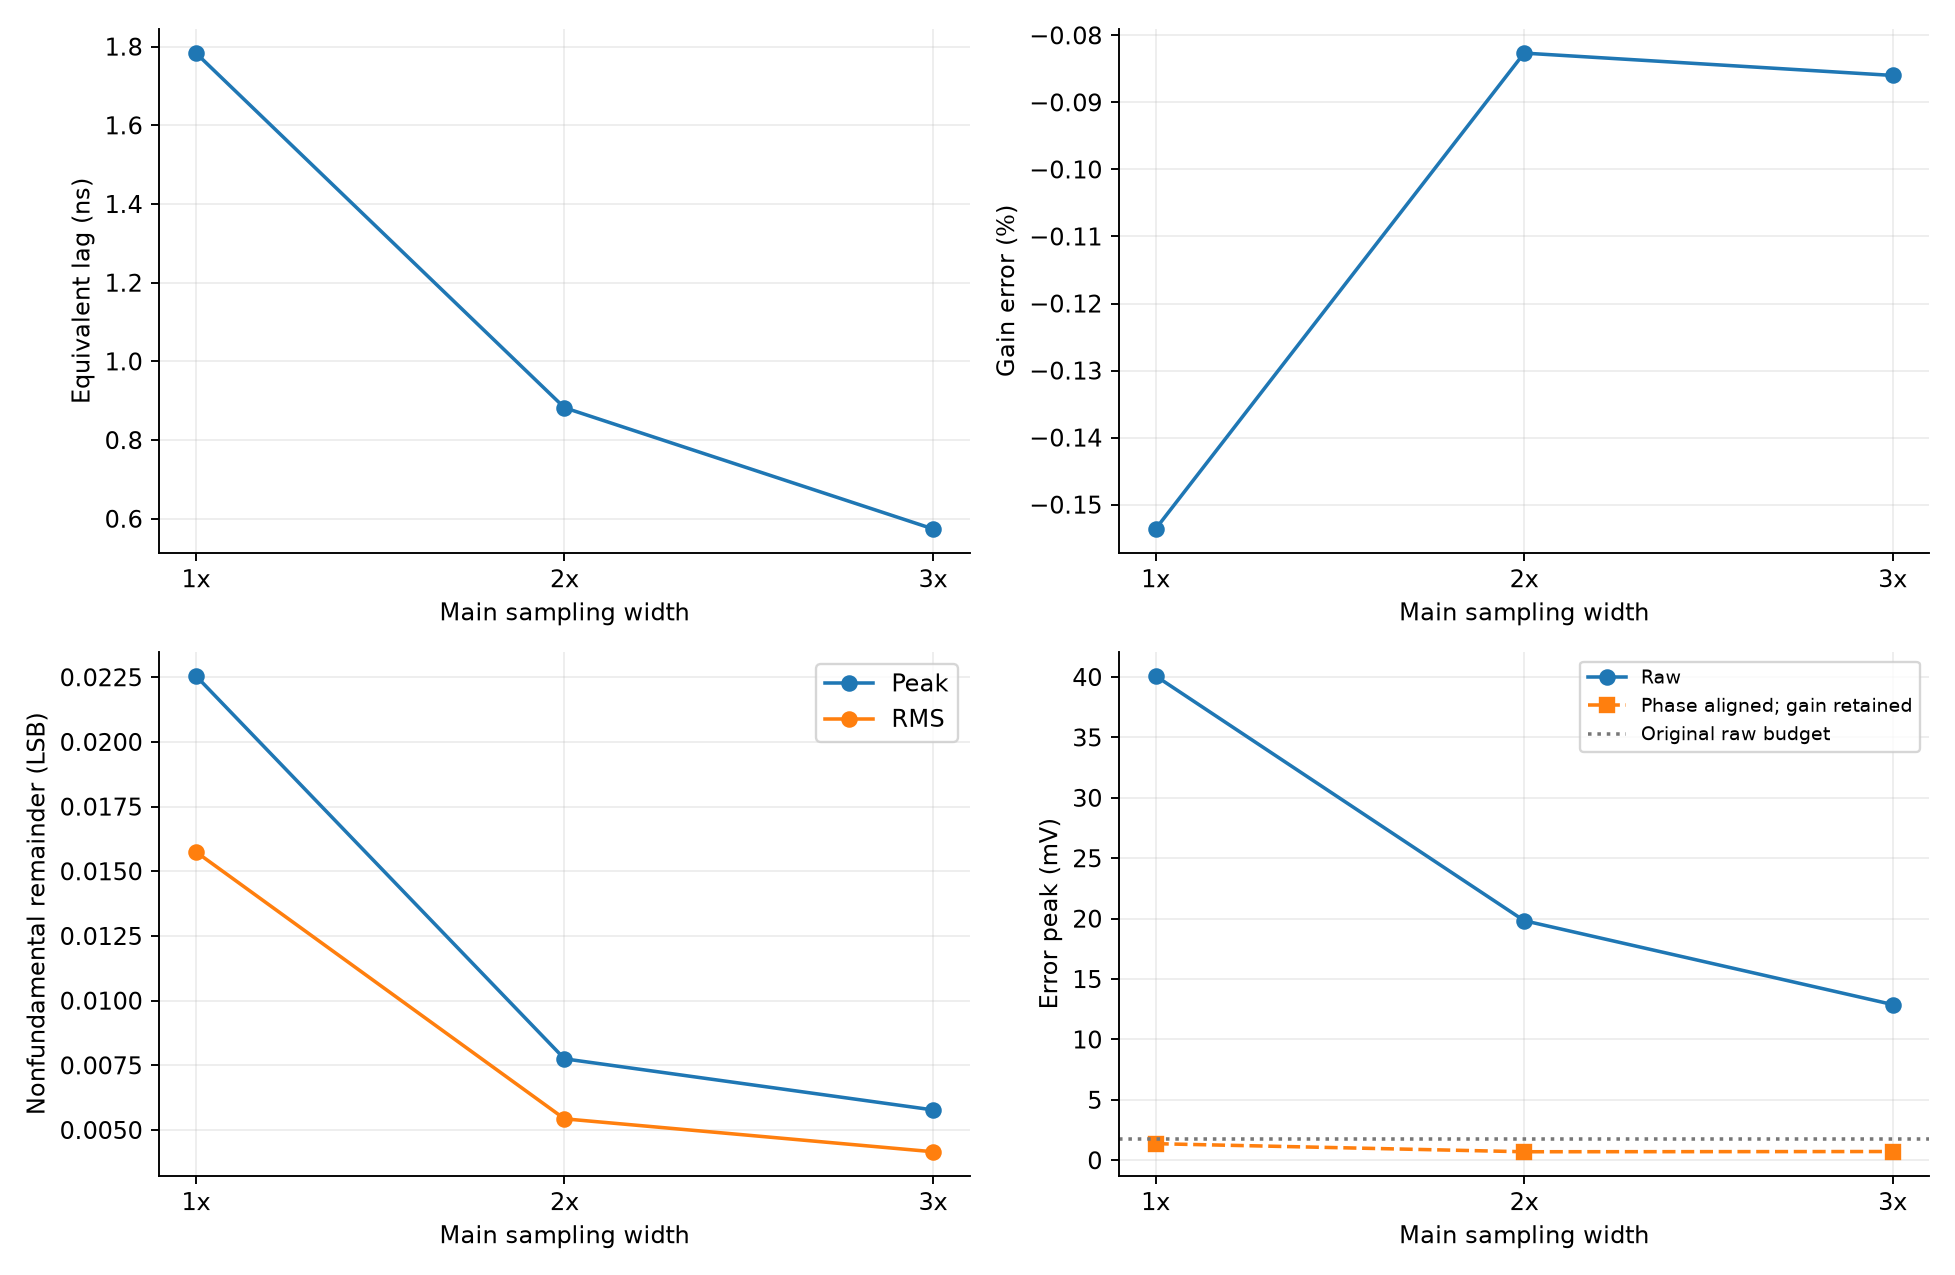 1.8
1.6
1.4
1.2
1.0
0.8
0.6
Equivalent lag (ns)
1x
2x
3x
Main sampling width
−0.08
−0.09
−0.10
−0.11
−0.12
−0.13
−0.14
−0.15
Gain error (%)
1x
2x
3x
Main sampling width
0.0225
0.0200
0.0175
0.0150
0.0125
0.0100
0.0075
0.0050
Nonfundamental remainder (LSB)
Peak
RMS
1x
2x
3x
Main sampling width
40
35
30
25
20
15
10
5
0
Error peak (mV)
Raw
Phase aligned; gain retained
Original raw budget
1x
2x
3x
Main sampling width